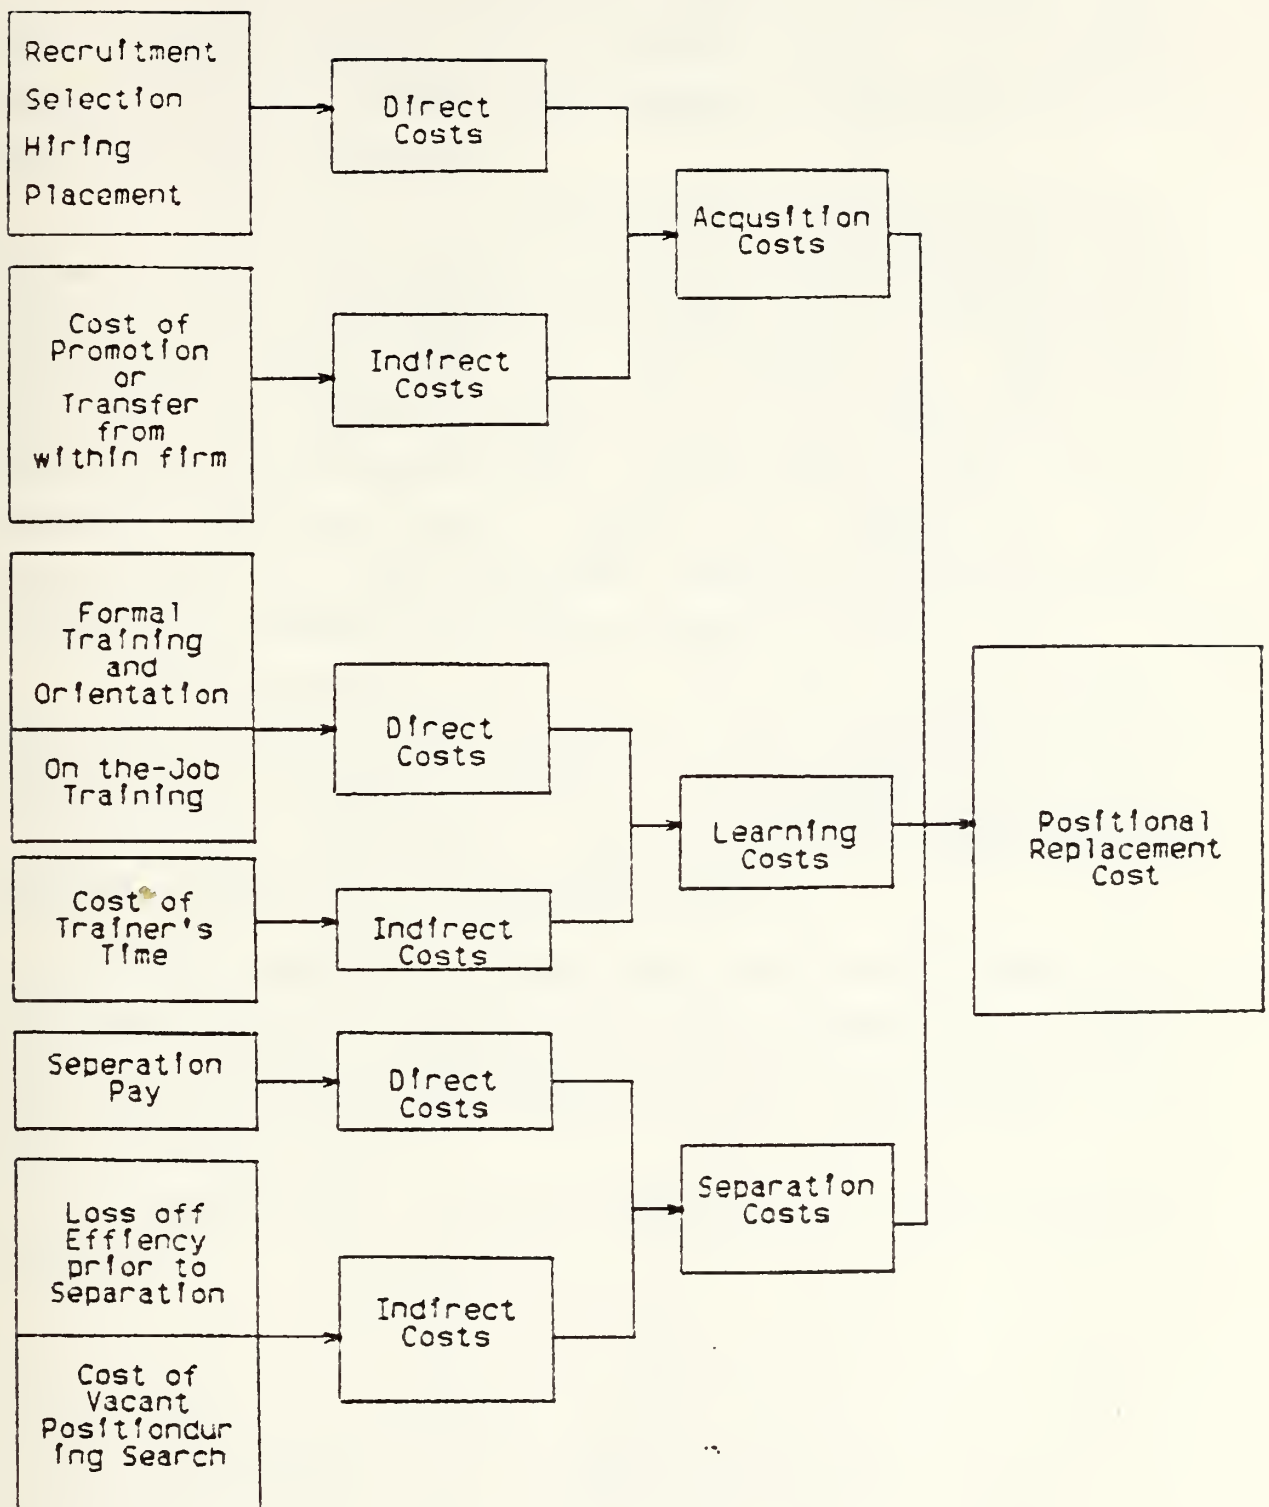 Recruitment
Selection
Hiring
Placement
Direct
Costs
Acqusition
Costs
Cost of
Promotion
or
Transfer
from
within firm
Indirect
Costs
Formal
Training
and
Orientation
On the-Job
Training
Direct
Costs
Learning
Costs
Positional
Replacement
Cost
Cost of
Trainer's
Time
Indirect
Costs
Seperation
Pay
Direct
Costs
Separation
Costs
Loss off
Effiency
prior to
Separation
Indirect
Costs
Cost of
Vacant
Positiondur
ing Search